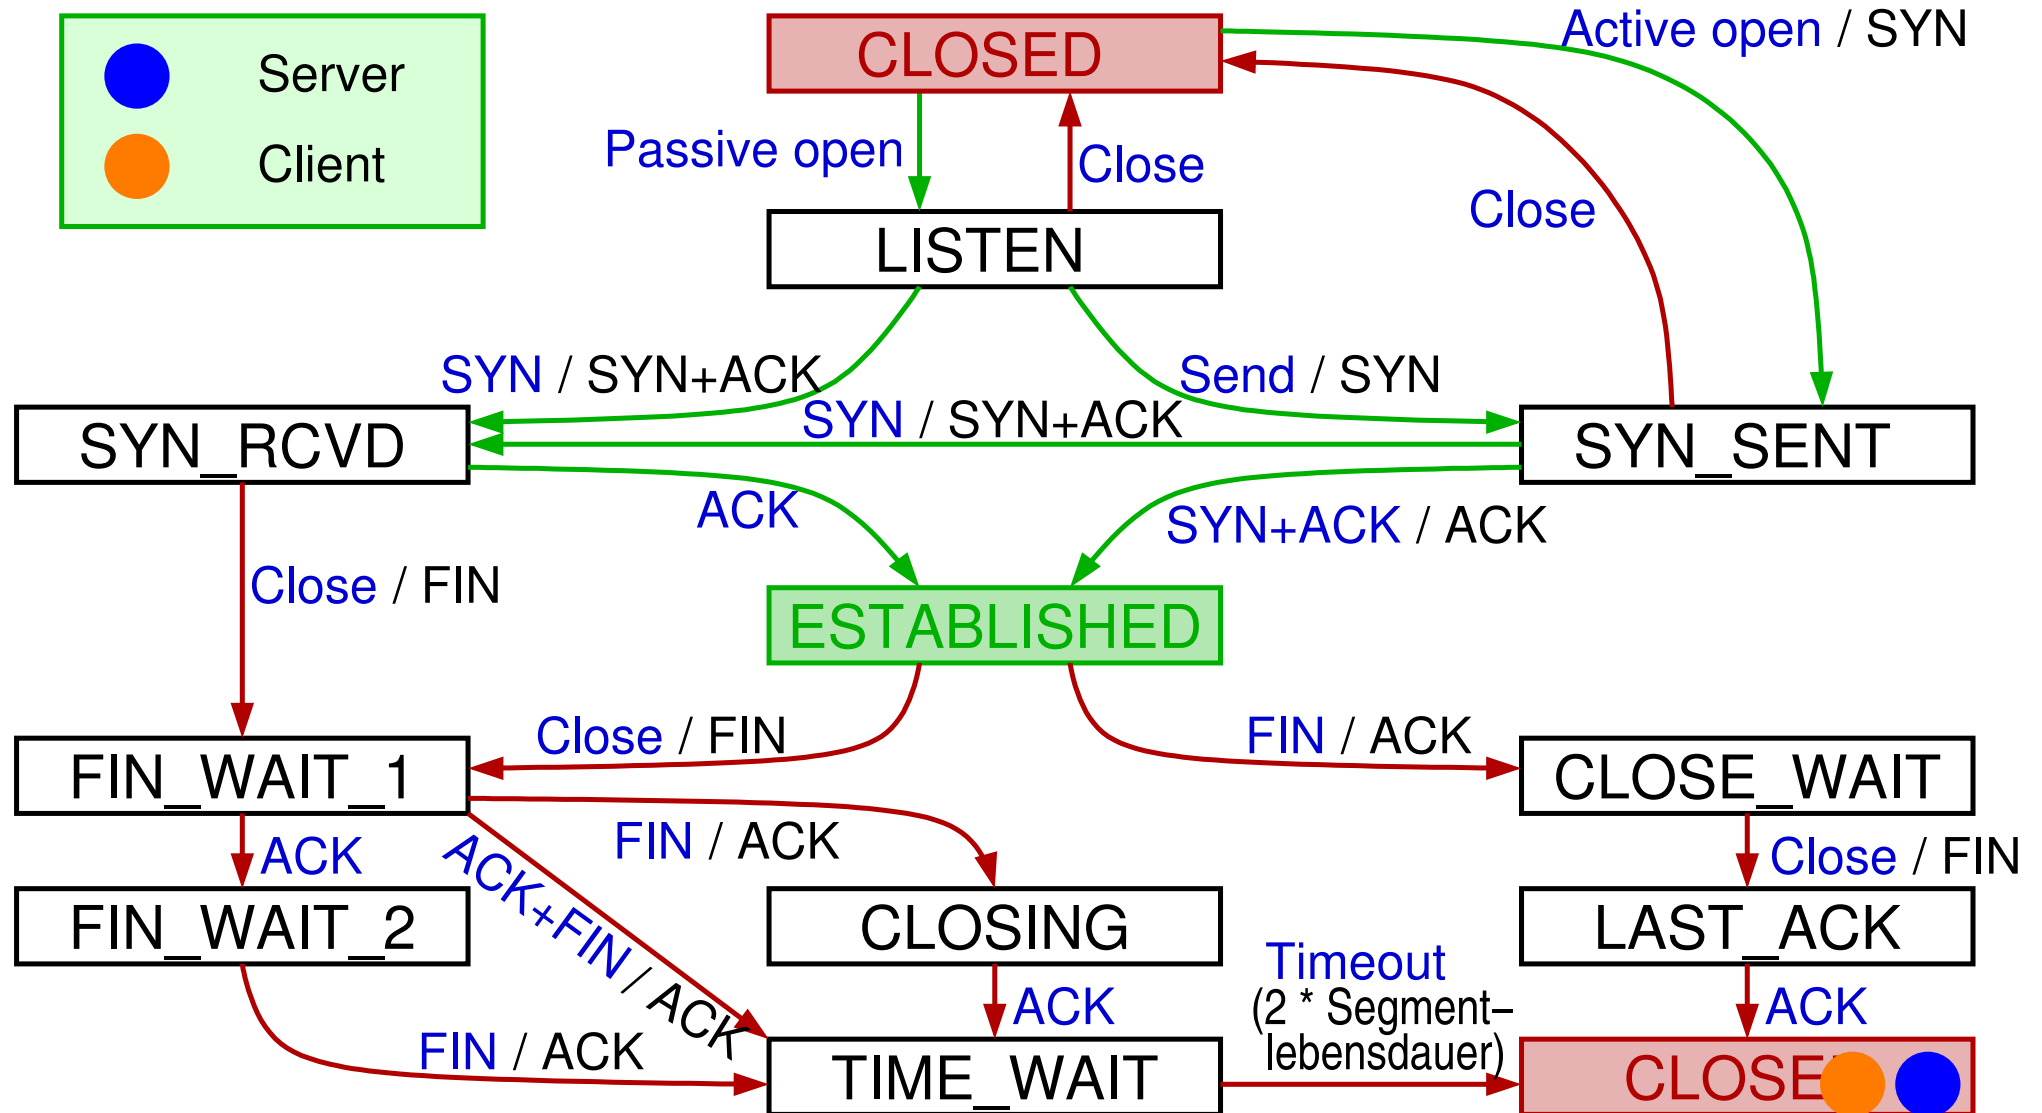 Server
Client
CLOSED
Active open / SYN
Passive open
Close
Close
LISTEN
SYN / SYN+ACK
Send / SYN
SYN / SYN+ACK
SYN_RCVD
SYN_SENT
ACK
SYN+ACK / ACK
Close / FIN
ESTABLISHED
Close / FIN
FIN / ACK
FIN_WAIT_1
CLOSE_WAIT
ACK
ACK+FIN / ACK
FIN / ACK
Close / FIN
FIN_WAIT_2
CLOSING
LAST_ACK
FIN / ACK
ACK
Timeout
(2 * Segment–
lebensdauer)
ACK
TIME_WAIT
CLOSE